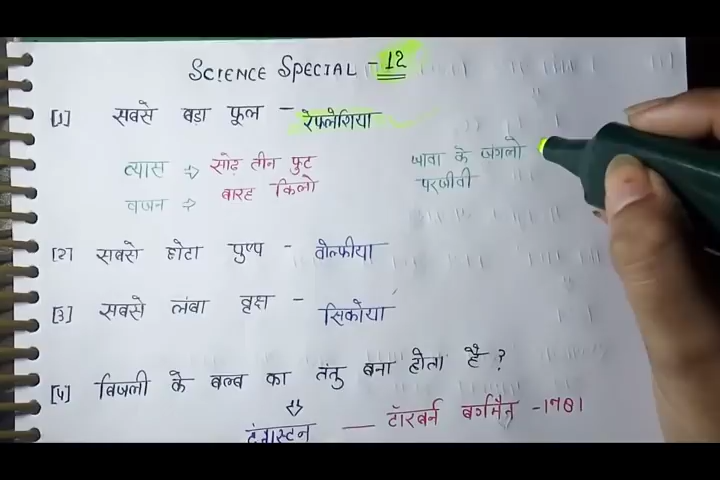 SCIENCE SPECIAL - 12
[1] सबसे बड़ा फूल - रेफ्लेशिया
व्यास ⇒ साढ़े तीन फुट
वजन ⇒ बारह किलो
जावा के जंगलो
परजीवी
[2] सबसे छोटा पुष्प - वोल्फीया
[3] सबसे लंबा वृक्ष - सिकोया
[4] बिजली के बल्ब का तंतु बना होता है ?
⇓
टंगस्टन — टॉरबर्न बर्गमैन - 1781